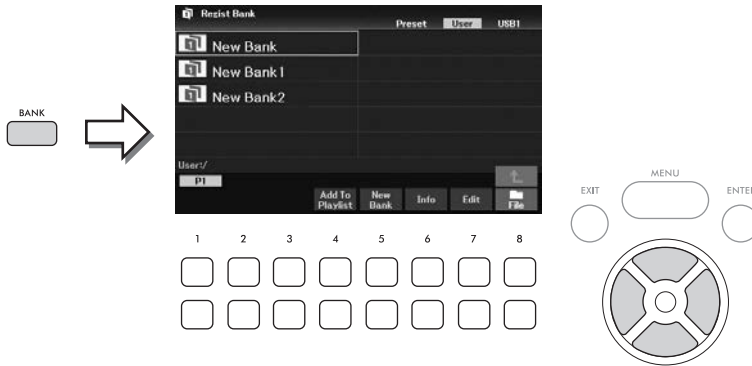 Regist Bank
Preset User USB1
New Bank
New Bank1
New Bank2
BANK
User:/
P1
Add To Playlist
New Bank
Info
Edit
File
EXIT
MENU
ENTER
1 2 3 4 5 6 7 8